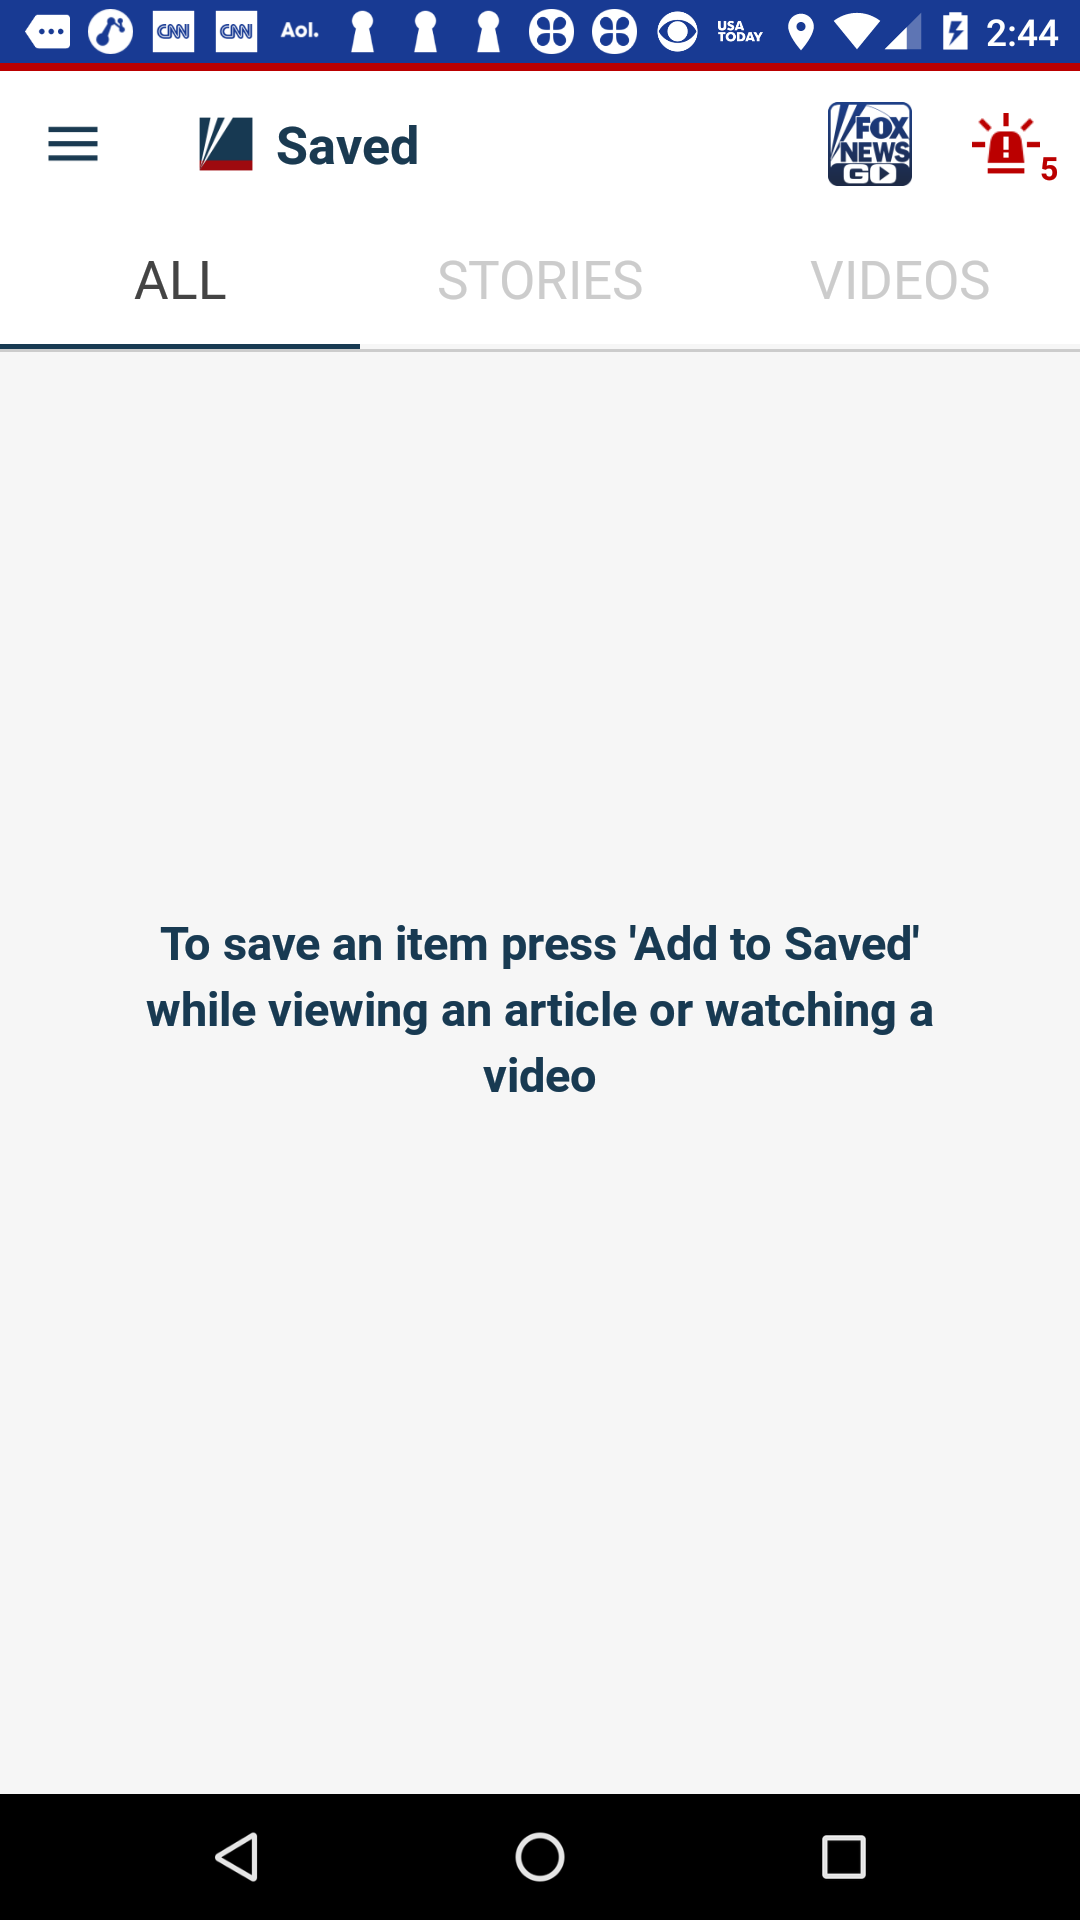 CNN CNN Aol. USA TODAY 2:44
Saved FOX NEWS GO 5
ALL STORIES VIDEOS
To save an item press 'Add to Saved'
while viewing an article or watching a
video